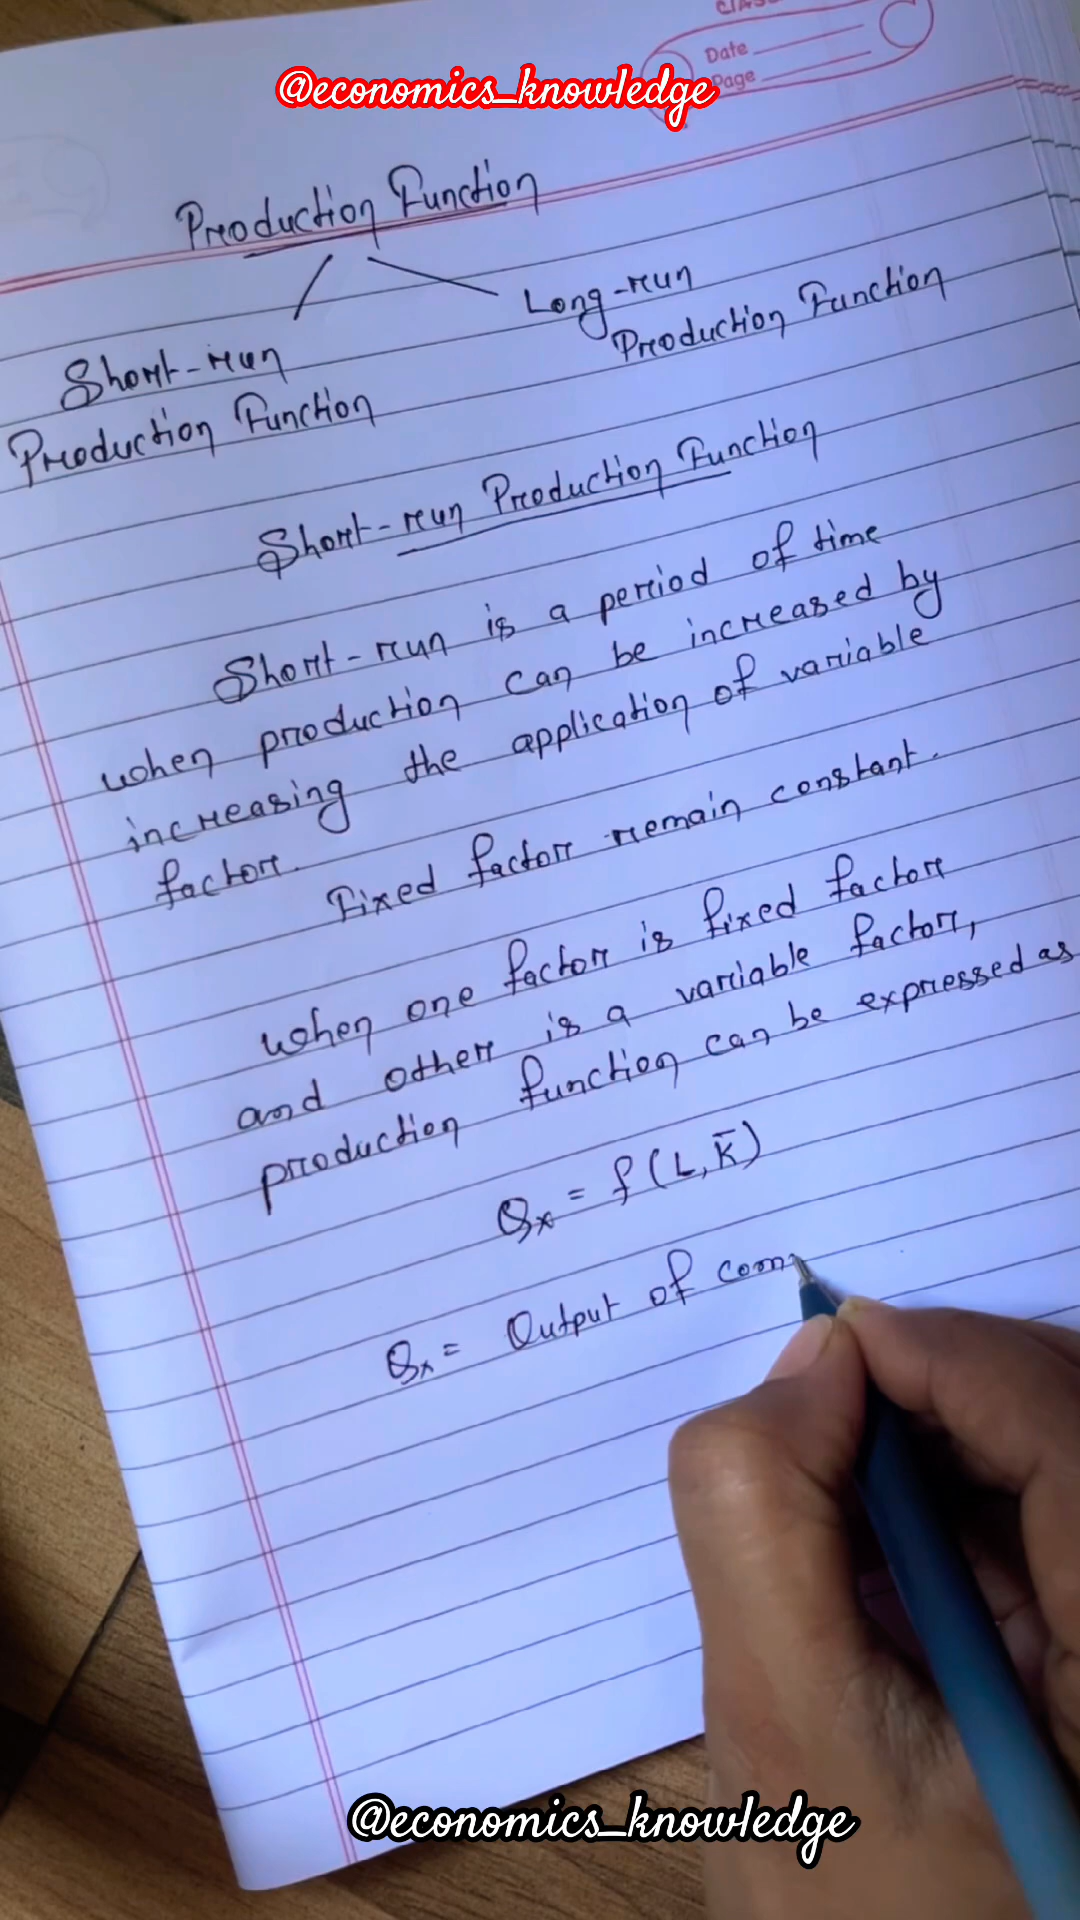 CLASS
Date
Page
@economics_knowledge
Production Function
Long-run
Production Function
Short-run
Production Function
Short-run Production Function
Short-run is a period of time
when production can be increased by
increasing the application of variable
factor.
Fixed factor remain constant.
when one factor is fixed factor
and other is a variable factor,
production function can be expressed as
Qx = f(L, K̄)
Qx = Output of com
@economics_knowledge